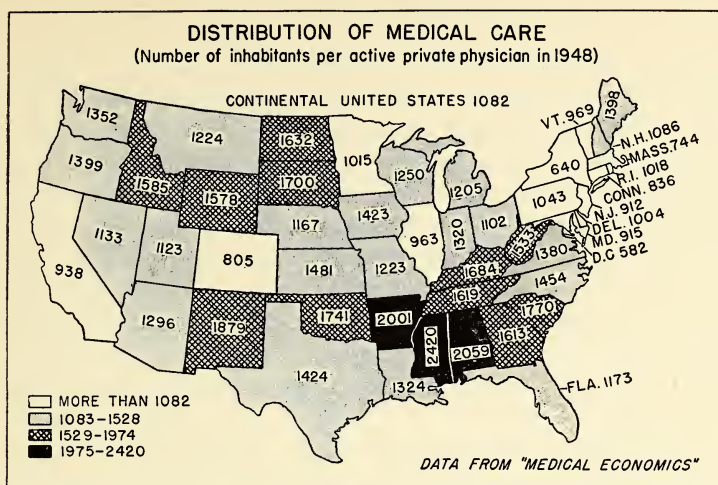 DISTRIBUTION OF MEDICAL CARE
(Number of inhabitants per active private physician in 1948)
CONTINENTAL UNITED STATES 1082
1352
1224
1632
1015
VT. 969
1398
N.H. 1086
MASS. 744
R.I. 1018
CONN. 836
N.J. 912
DEL. 1004
MD. 915
D.C 582
1399
1585
1578
1700
1250
1205
640
1043
1133
1123
805
1167
1423
963
1320
1102
1533
1380
938
1481
1223
1684
1454
1296
1879
1741
2001
1619
1770
1613
2420
2059
1424
1324
FLA. 1173
MORE THAN 1082
1083-1528
1529-1974
1975-2420
DATA FROM "MEDICAL ECONOMICS"